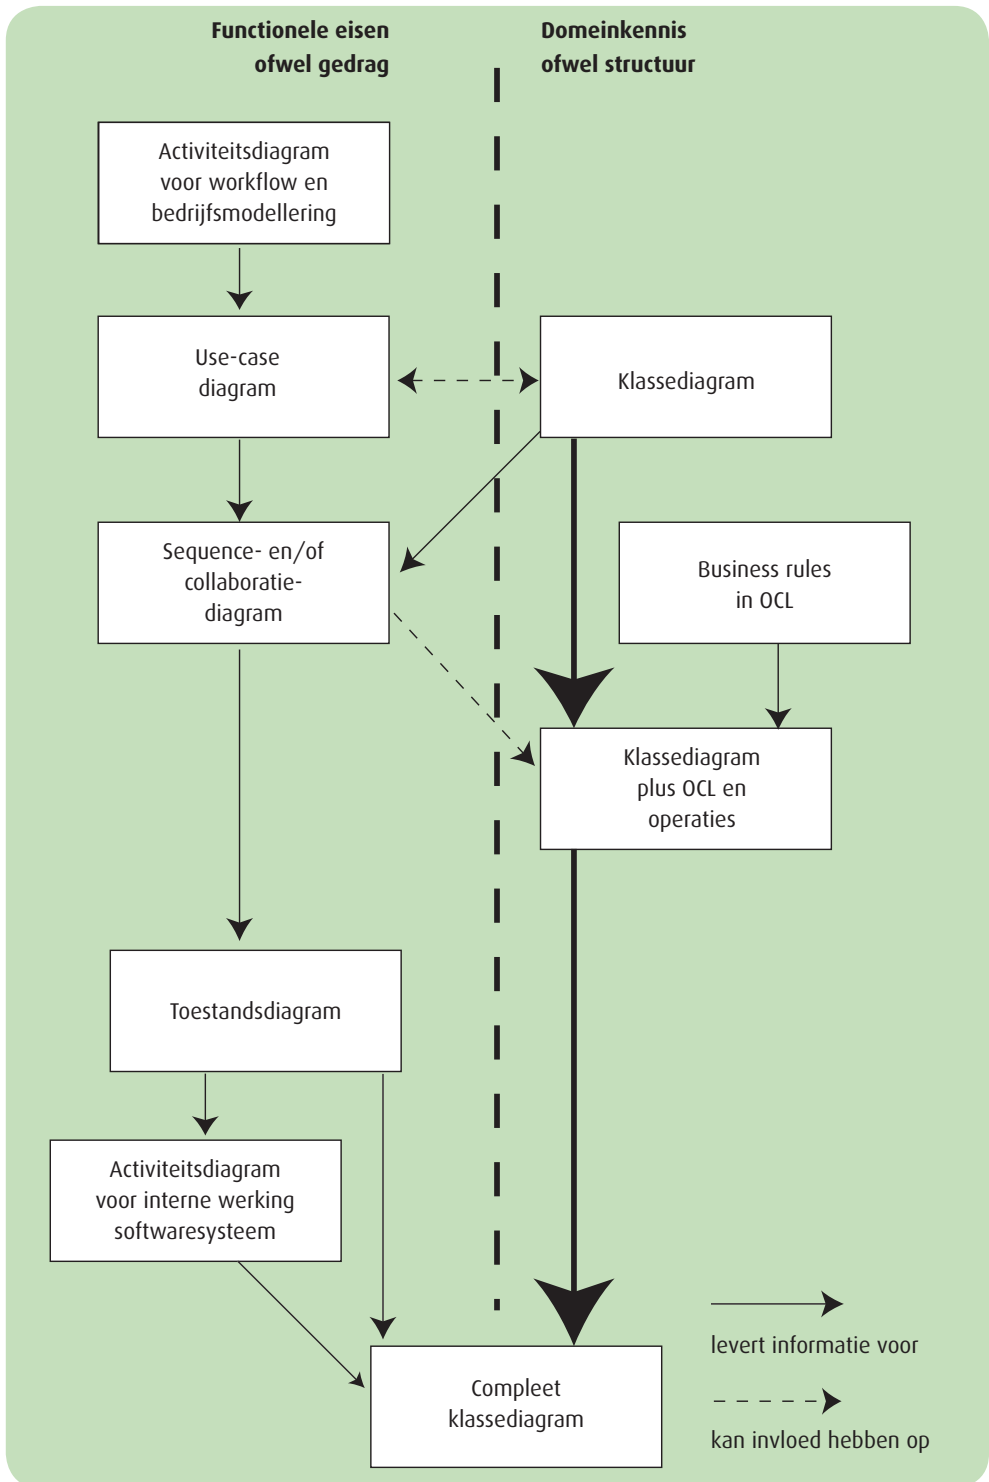 Functionele eisen
ofwel gedrag
Domeinkennis
ofwel structuur
Activiteitsdiagram
voor workflow en
bedrijfsmodellering
Use-case
diagram
Klassediagram
Sequence- en/of
collaboratie-
diagram
Business rules
in OCL
Klassediagram
plus OCL en
operaties
Toestandsdiagram
Activiteitsdiagram
voor interne werking
softwaresysteem
Compleet
klassediagram
levert informatie voor
kan invloed hebben op